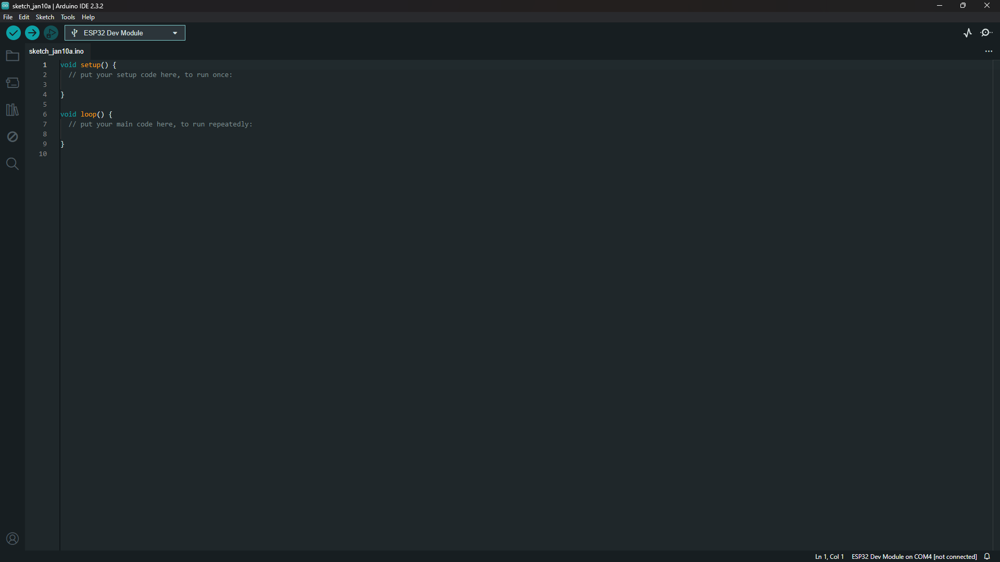 sketch_jan10a | Arduino IDE 2.3.2
File Edit Sketch Tools Help
ESP32 Dev Module
sketch_jan10a.ino
1 void setup() {
2   // put your setup code here, to run once:
3
4 }
5
6 void loop() {
7   // put your main code here, to run repeatedly:
8
9 }
10
Ln 1, Col 1 ESP32 Dev Module on COM4 [not connected]